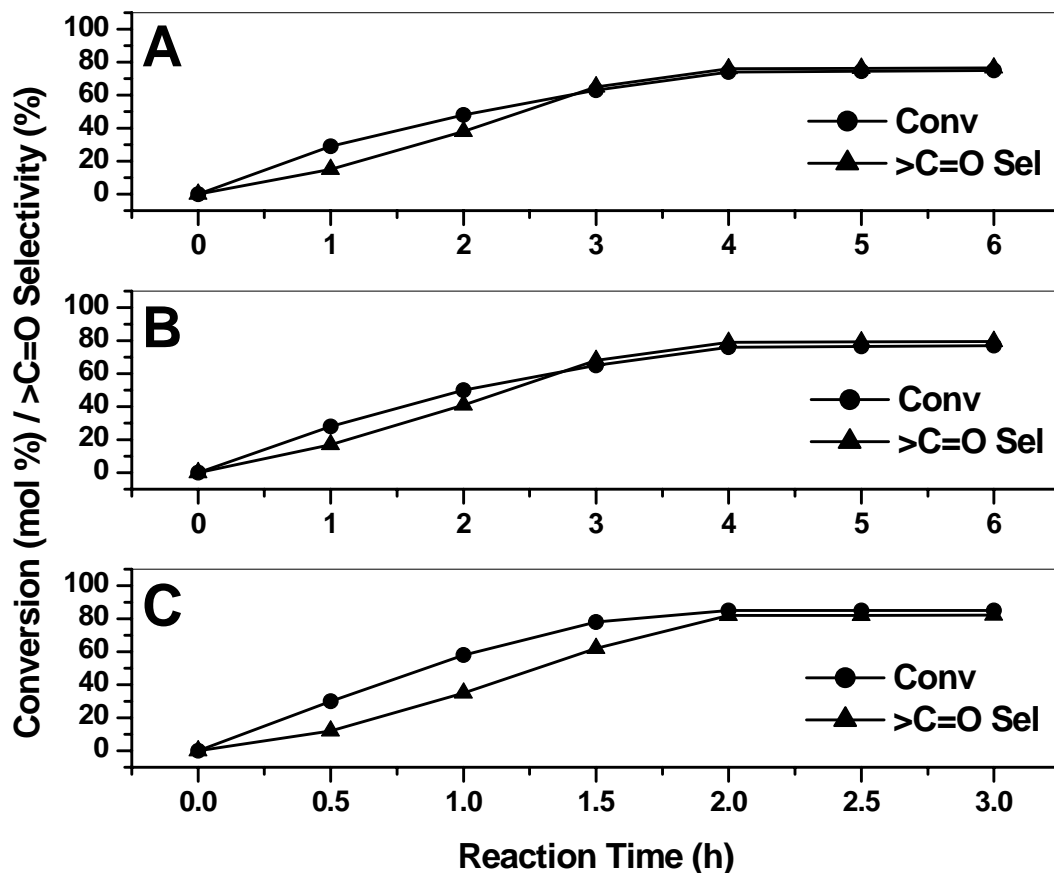 Conversion (mol %) / >C=O Selectivity (%)
A
100
80
60
40
20
0
Conv
>C=O Sel
0 1 2 3 4 5 6
B
100
80
60
40
20
0
Conv
>C=O Sel
0 1 2 3 4 5 6
C
100
80
60
40
20
0
Conv
>C=O Sel
0.0 0.5 1.0 1.5 2.0 2.5 3.0
Reaction Time (h)